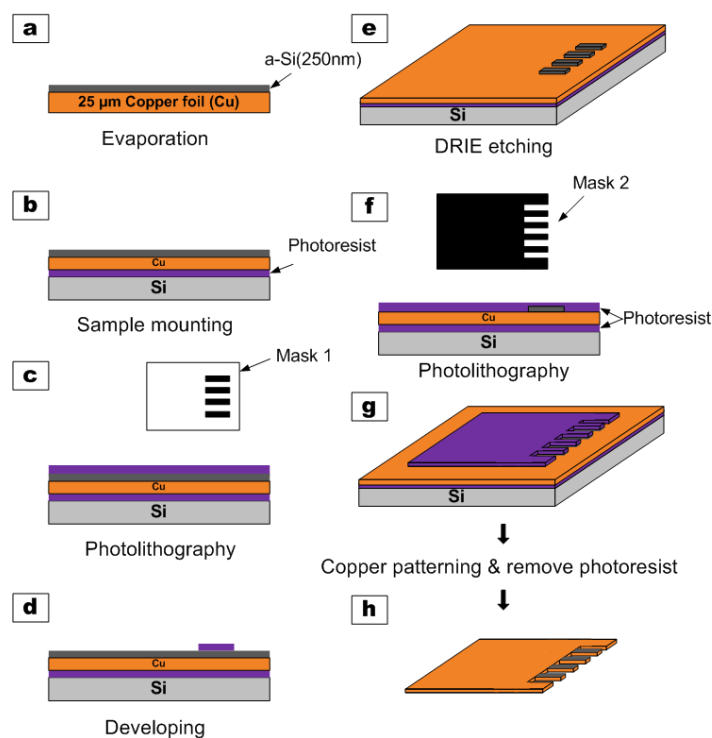 a
a-Si(250nm)
25 µm Copper foil (Cu)
Evaporation
b
Photoresist
Cu
Si
Sample mounting
c
Mask 1
Cu
Si
Photolithography
d
Cu
Si
Developing
e
Si
DRIE etching
f
Mask 2
Cu
Photoresist
Si
Photolithography
g
Si
Copper patterning & remove photoresist
h